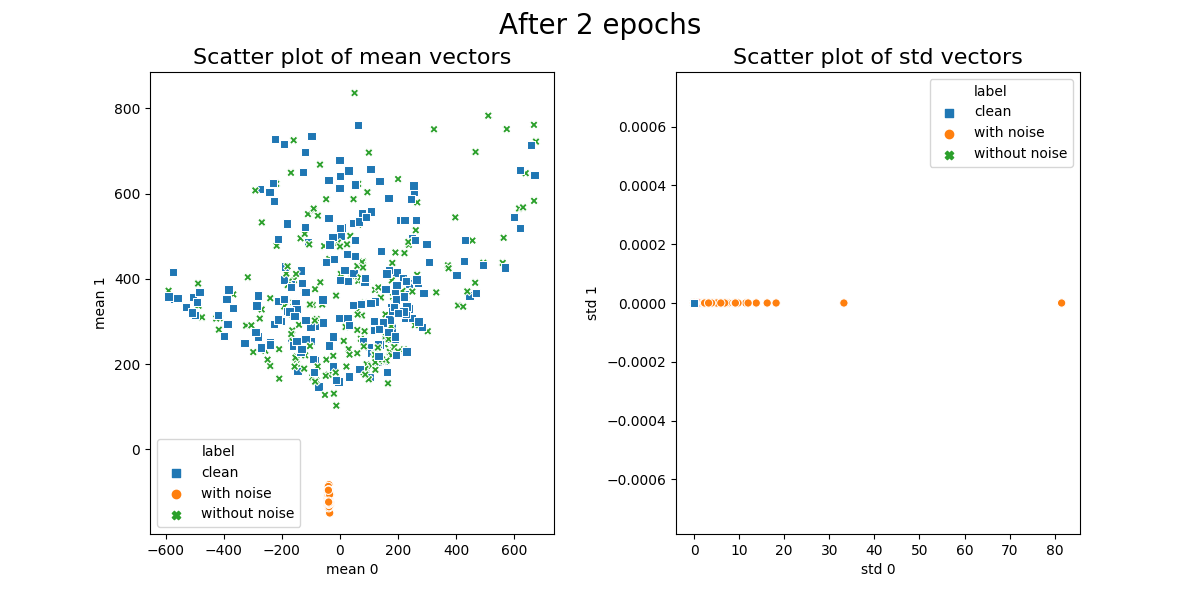 After 2 epochs
Scatter plot of mean vectors
800
600
400
200
0
mean 1
−600
−400
−200
0
200
400
600
mean 0
label
clean
with noise
without noise
Scatter plot of std vectors
0.0006
0.0004
0.0002
0.0000
−0.0002
−0.0004
−0.0006
std 1
0
10
20
30
40
50
60
70
80
std 0
label
clean
with noise
without noise